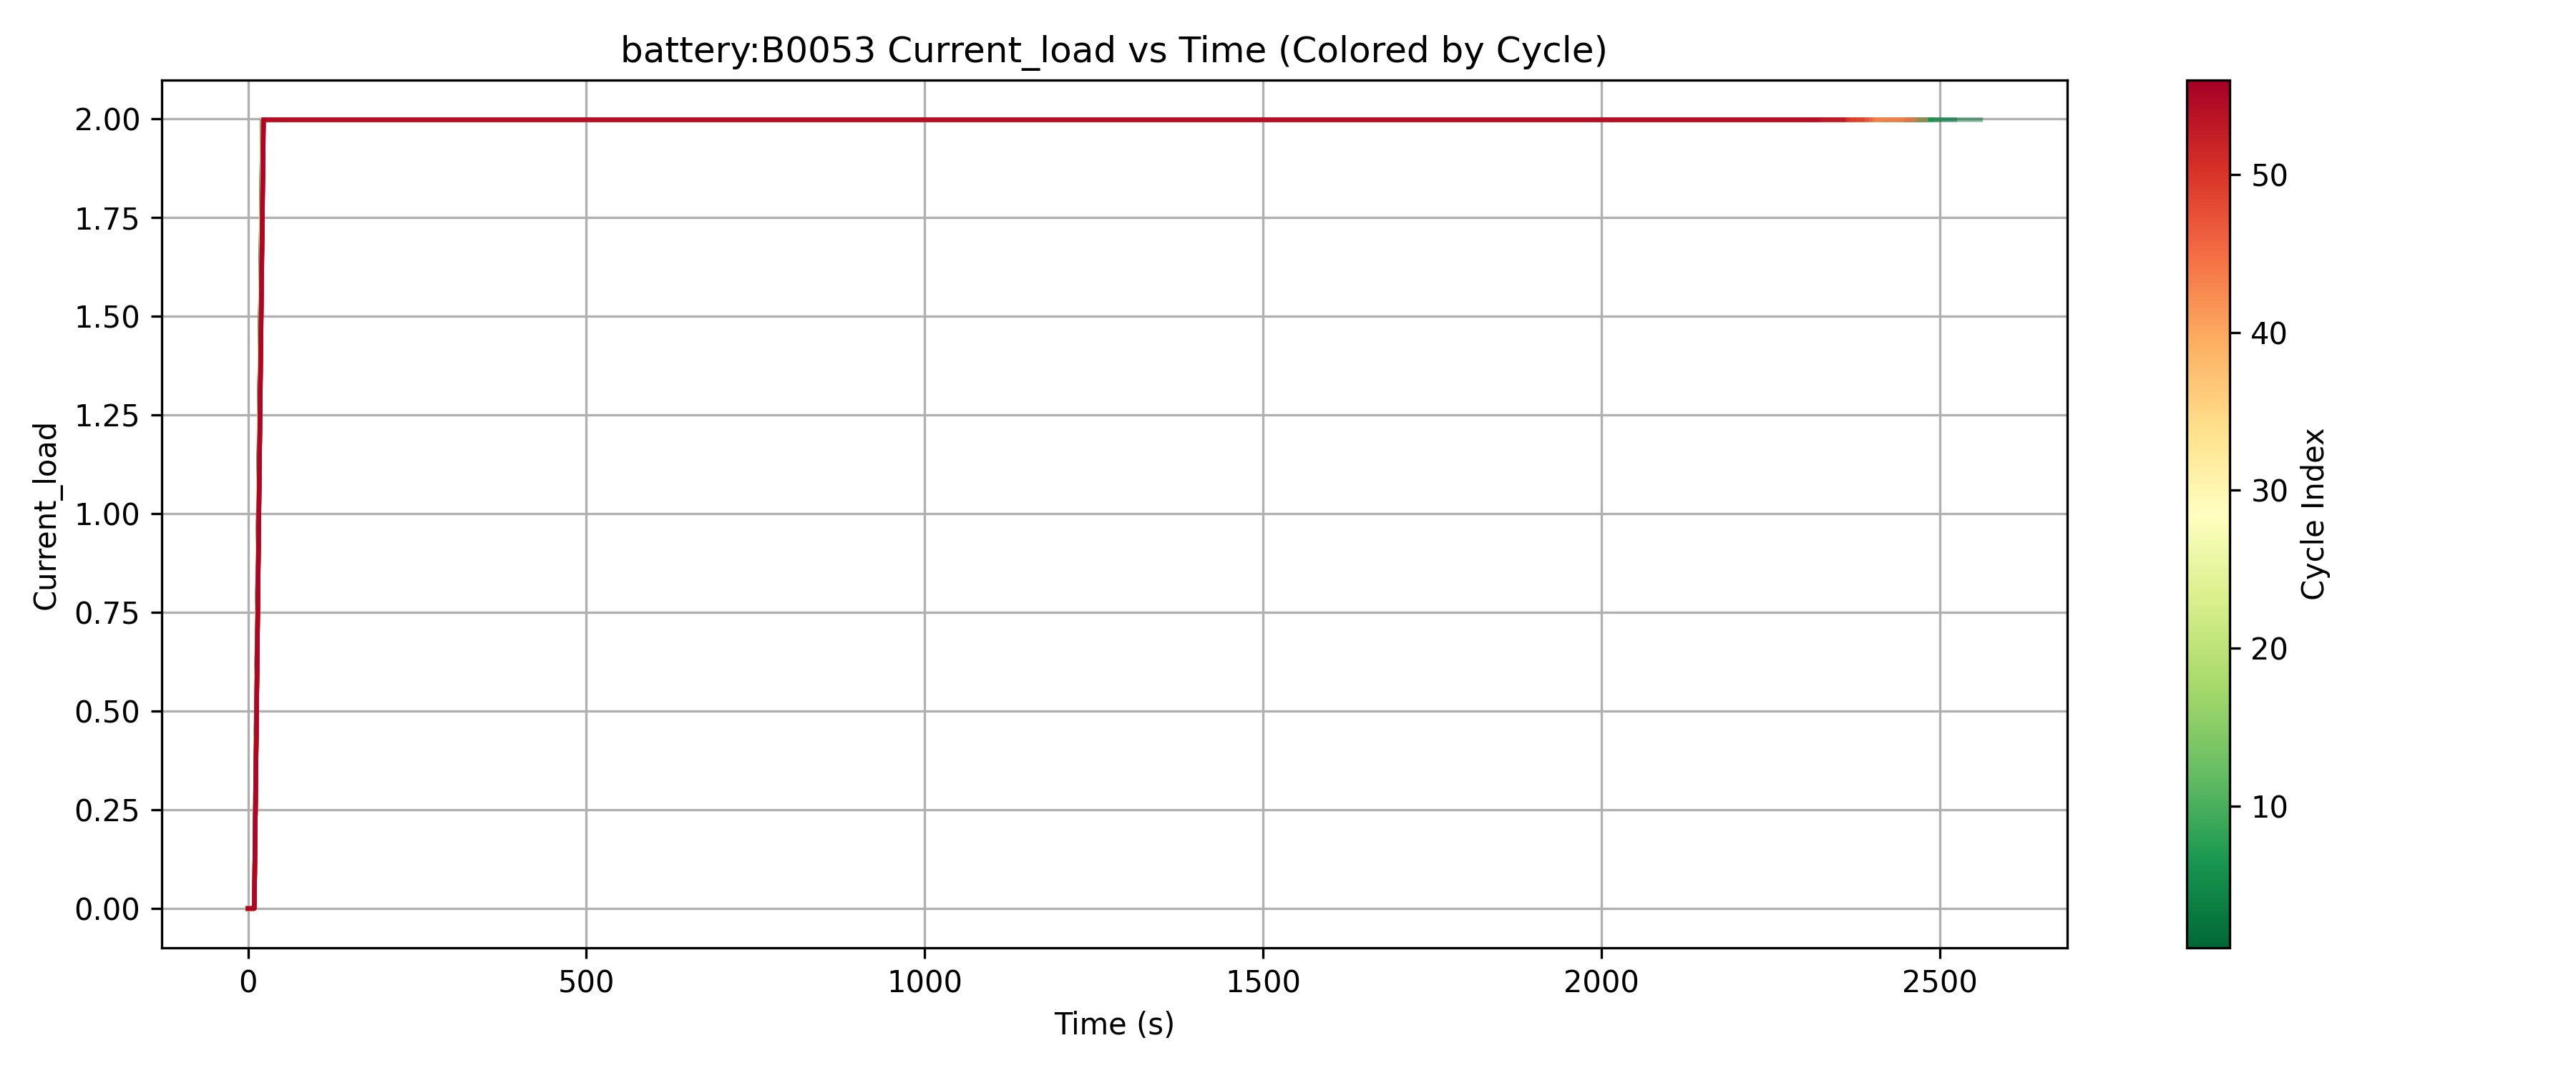 battery:B0053 Current_load vs Time (Colored by Cycle)
2.00
1.75
1.50
1.25
1.00
0.75
0.50
0.25
0.00
Current_load
0 500 1000 1500 2000 2500
Time (s)
50
40
30
20
10
Cycle Index